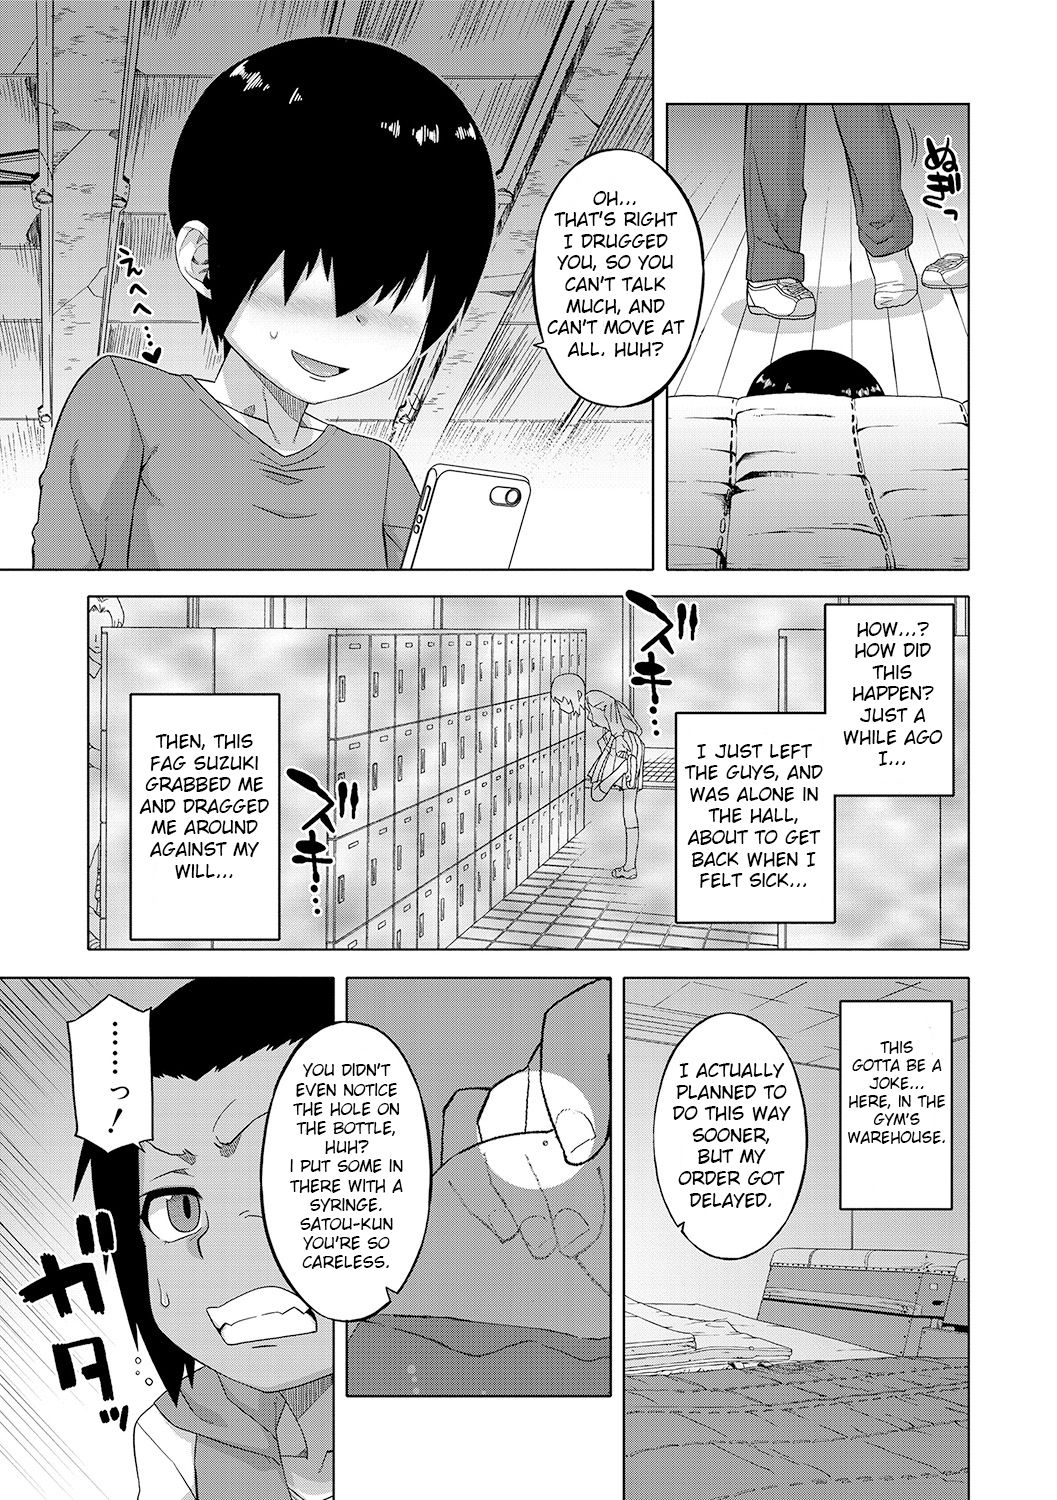 ぬぎっ
OH...
THAT'S RIGHT
I DRUGGED
YOU, SO YOU
CAN'T TALK
MUCH, AND
CAN'T MOVE AT
ALL. HUH?
えへへ…
HOW...?
HOW DID
THIS
HAPPEN?
JUST A
WHILE AGO
I...
I JUST LEFT
THE GUYS, AND
WAS ALONE IN
THE HALL,
ABOUT TO GET
BACK WHEN I
FELT SICK...
ズキ…
ズキ…
THEN, THIS
FAG SUZUKI
GRABBED ME
AND DRAGGED
ME AROUND
AGAINST MY
WILL...
THIS
GOTTA BE A
JOKE...
HERE, IN THE
GYM'S
WAREHOUSE.
I ACTUALLY
PLANNED TO
DO THIS WAY
SOONER,
BUT MY
ORDER GOT
DELAYED.
YOU DIDN'T
EVEN NOTICE
THE HOLE ON
THE BOTTLE,
HUH?
I PUT SOME IN
THERE WITH A
SYRINGE.
SATOU-KUN
YOU'RE SO
CARELESS.
……っ!
ガタッ